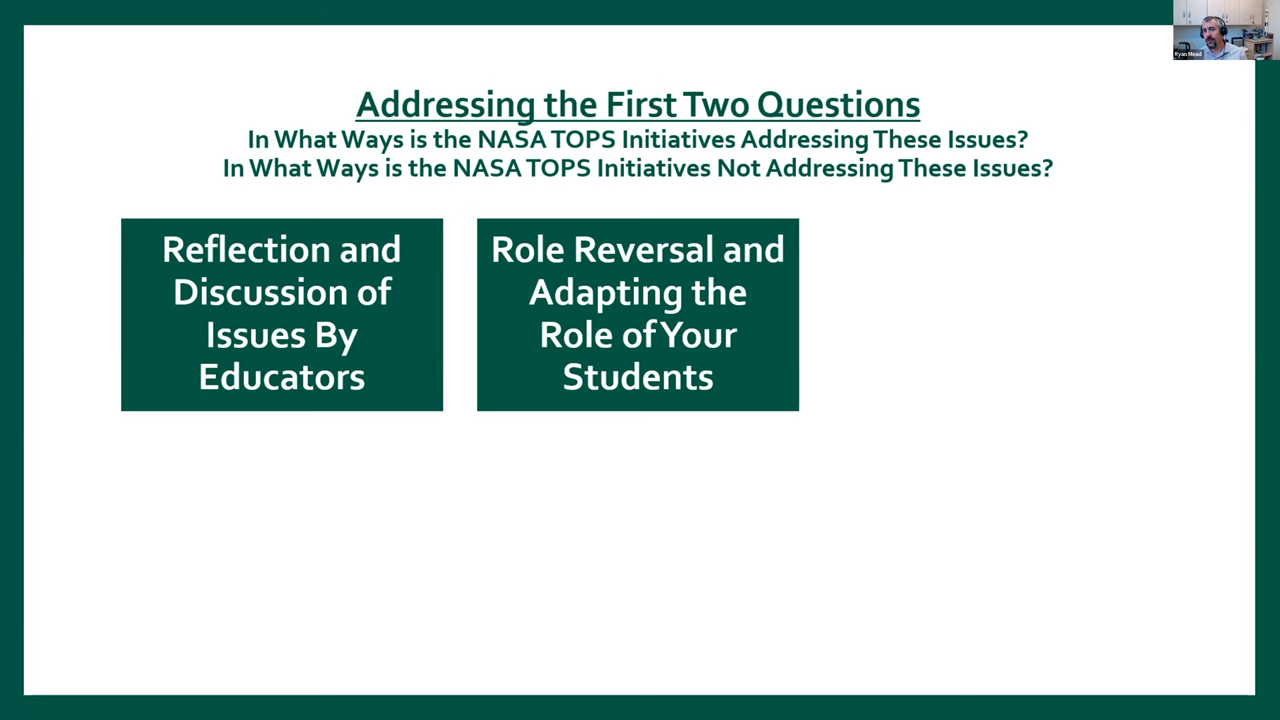 Addressing the First Two Questions
In What Ways is the NASA TOPS Initiatives Addressing These Issues?
In What Ways is the NASA TOPS Initiatives Not Addressing These Issues?
Reflection and
Discussion of
Issues By
Educators
Role Reversal and
Adapting the
Role of Your
Students
Ryan Mead